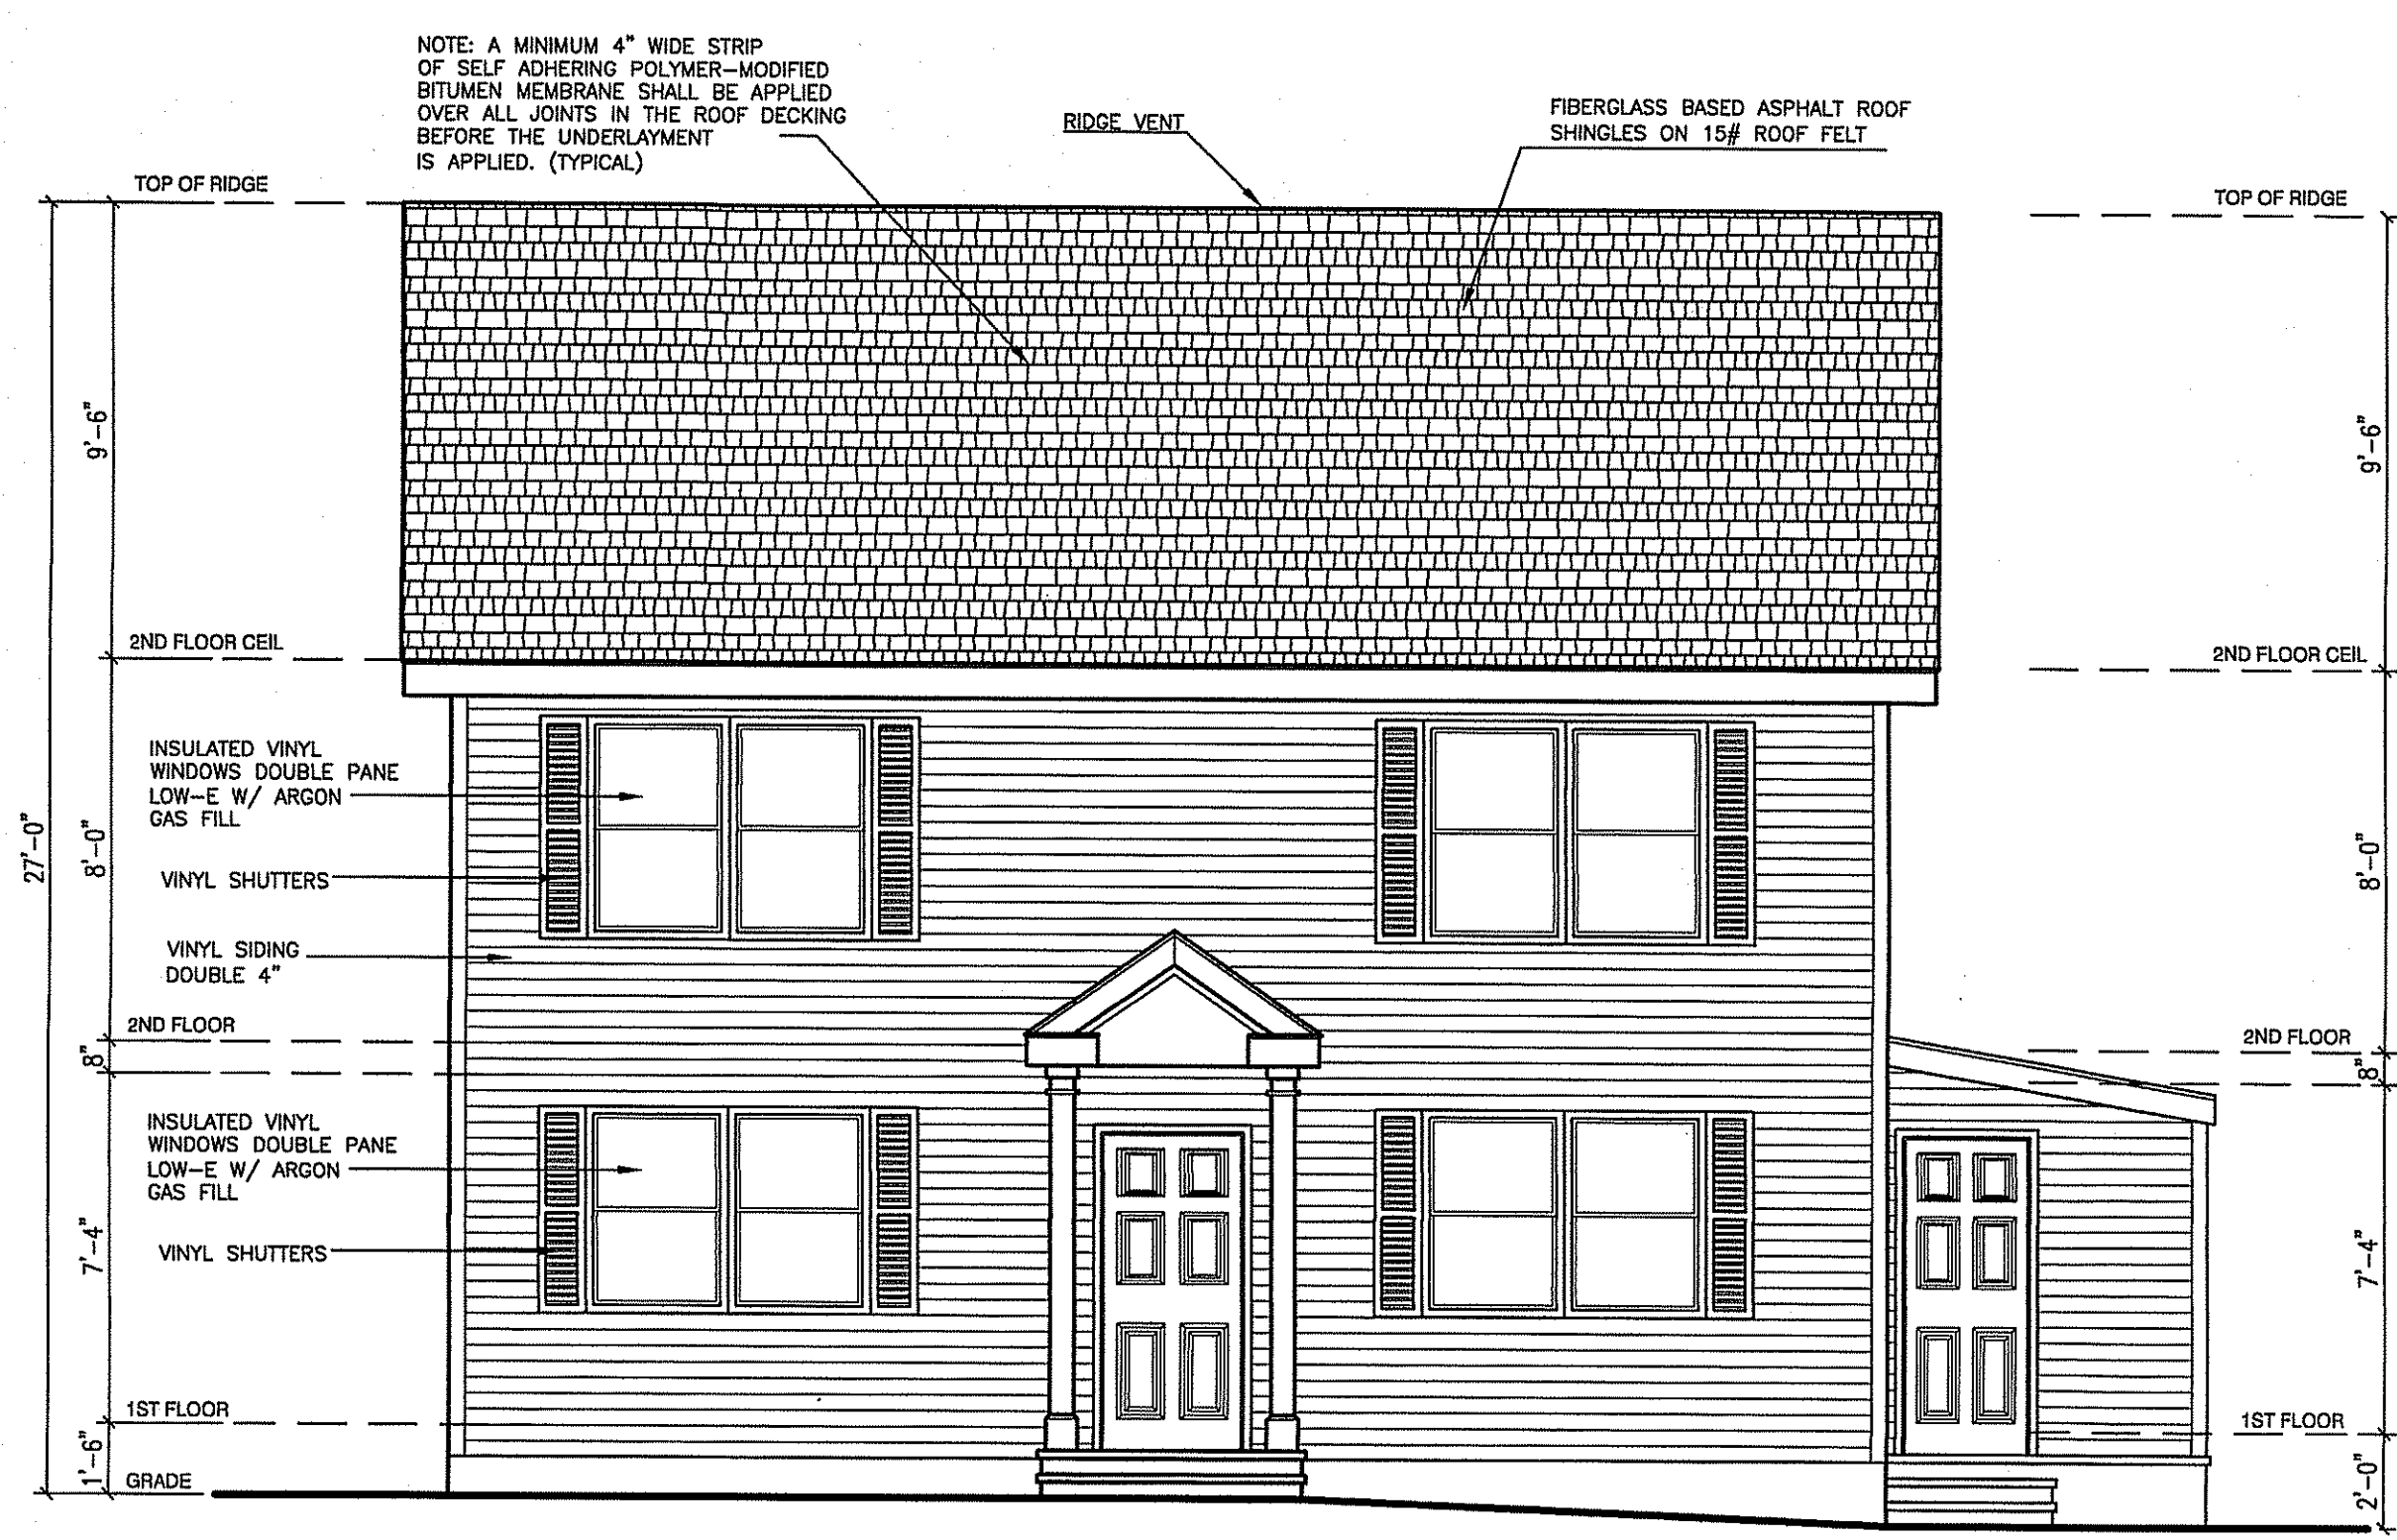 NOTE: A MINIMUM 4" WIDE STRIP
OF SELF ADHERING POLYMER-MODIFIED
BITUMEN MEMBRANE SHALL BE APPLIED
OVER ALL JOINTS IN THE ROOF DECKING
BEFORE THE UNDERLAYMENT
IS APPLIED. (TYPICAL)
RIDGE VENT
FIBERGLASS BASED ASPHALT ROOF
SHINGLES ON 15# ROOF FELT
TOP OF RIDGE
TOP OF RIDGE
9'-6"
9'-6"
2ND FLOOR CEIL
2ND FLOOR CEIL
INSULATED VINYL
WINDOWS DOUBLE PANE
LOW-E W/ ARGON
GAS FILL
27'-0"
8'-0"
8'-0"
VINYL SHUTTERS
VINYL SIDING
DOUBLE 4"
2ND FLOOR
2ND FLOOR
8"
8"
INSULATED VINYL
WINDOWS DOUBLE PANE
LOW-E W/ ARGON
GAS FILL
7'-4"
7'-4"
VINYL SHUTTERS
1ST FLOOR
1ST FLOOR
1'-6"
GRADE
2'-0"